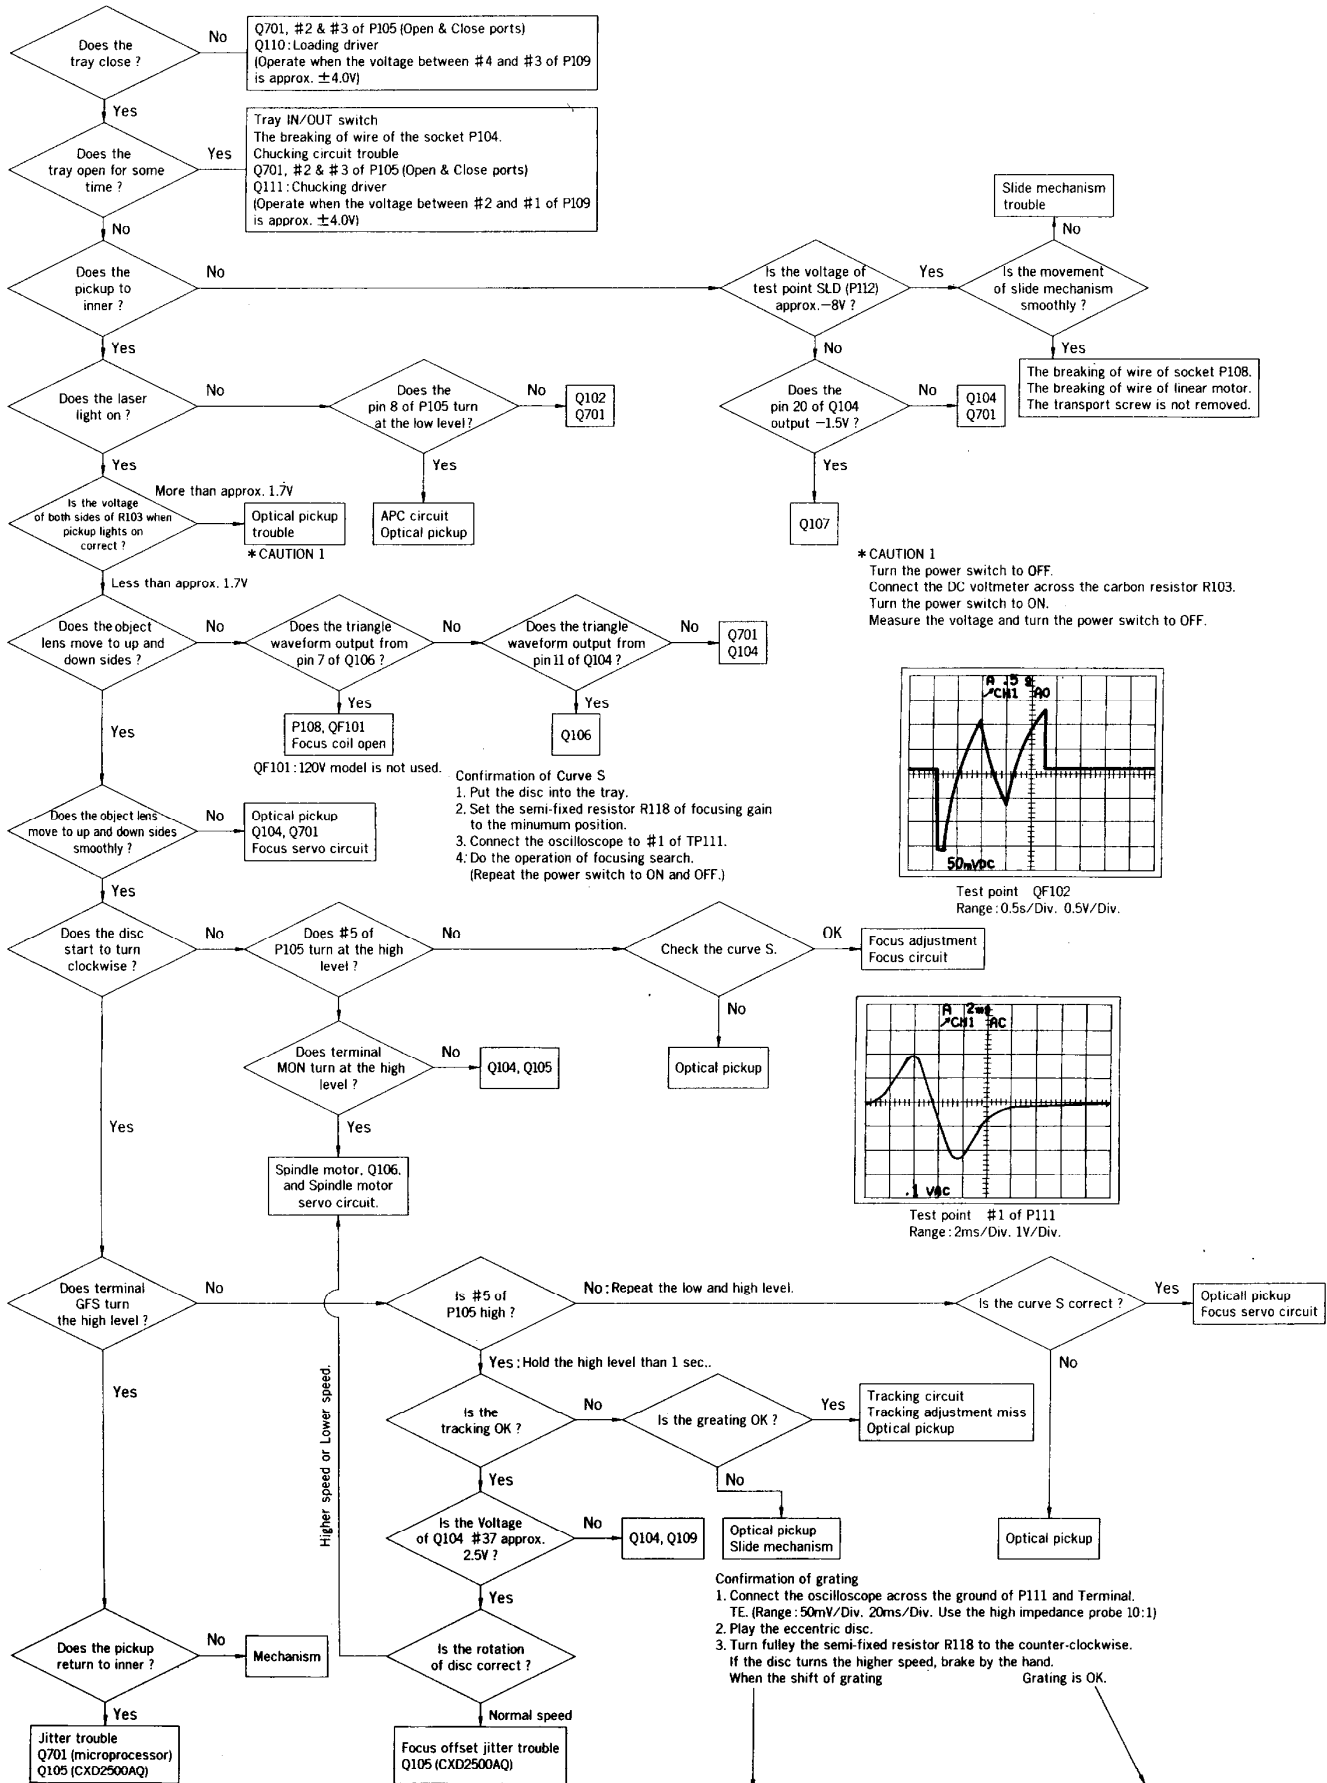 Does the
tray close ?
No
Q701, #2 & #3 of P105 (Open & Close ports)
Q110 : Loading driver
(Operate when the voltage between #4 and #3 of P109
is approx. ±4.0V)
Yes
Does the
tray open for some
time ?
Yes
Tray IN/OUT switch
The breaking of wire of the socket P104.
Chucking circuit trouble
Q701, #2 & #3 of P105 (Open & Close ports)
Q111 : Chucking driver
(Operate when the voltage between #2 and #1 of P109
is approx. ±4.0V)
No
Does the
pickup to
inner ?
No
Is the voltage of
test point SLD (P112)
approx. −8V ?
Yes
Is the movement
of slide mechanism
smoothly ?
No
Slide mechanism
trouble
Yes
The breaking of wire of socket P108.
The breaking of wire of linear motor.
The transport screw is not removed.
No
Does the
pin 20 of Q104
output −1.5V ?
No
Q104
Q701
Yes
Q107
Yes
Does the laser
light on ?
No
Does the
pin 8 of P105 turn
at the low level ?
No
Q102
Q701
Yes
APC circuit
Optical pickup
Yes
Is the voltage
of both sides of R103 when
pickup lights on
correct ?
More than approx. 1.7V
Optical pickup
trouble
* CAUTION 1
* CAUTION 1
Turn the power switch to OFF.
Connect the DC voltmeter across the carbon resistor R103.
Turn the power switch to ON.
Measure the voltage and turn the power switch to OFF.
Less than approx. 1.7V
Does the object
lens move to up and
down sides ?
No
Does the triangle
waveform output from
pin 7 of Q106 ?
No
Does the triangle
waveform output from
pin 11 of Q104 ?
No
Q701
Q104
Yes
P108, QF101
Focus coil open
QF101 : 120V model is not used.
Yes
Q106
Yes
Confirmation of Curve S
1. Put the disc into the tray.
2. Set the semi-fixed resistor R118 of focusing gain
to the minumum position.
3. Connect the oscilloscope to #1 of TP111.
4. Do the operation of focusing search.
(Repeat the power switch to ON and OFF.)
A .5 s
CH1
50mVDC
Test point QF102
Range : 0.5s/Div. 0.5V/Div.
Does the object lens
move to up and down sides
smoothly ?
No
Optical pickup
Q104, Q701
Focus servo circuit
Yes
Does the disc
start to turn
clockwise ?
No
Does #5 of
P105 turn at the high
level ?
No
Check the curve S.
OK
Focus adjustment
Focus circuit
No
Optical pickup
Does terminal
MON turn at the high
level ?
No
Q104, Q105
Yes
Spindle motor, Q106,
and Spindle motor
servo circuit.
A 2ms
CH1 AC
.1 VAC
Test point #1 of P111
Range : 2ms/Div. 1V/Div.
Yes
Does terminal
GFS turn
the high level ?
No
Is #5 of
P105 high ?
No : Repeat the low and high level.
Is the curve S correct ?
Yes
Opticall pickup
Focus servo circuit
No
Optical pickup
Yes : Hold the high level than 1 sec..
Is the
tracking OK ?
No
Is the greating OK ?
Yes
Tracking circuit
Tracking adjustment miss
Optical pickup
No
Optical pickup
Slide mechanism
Yes
Is the Voltage
of Q104 #37 approx.
2.5V ?
No
Q104, Q109
Yes
Is the rotation
of disc correct ?
Higher speed or Lower speed.
Normal speed
Focus offset jitter trouble
Q105 (CXD2500AQ)
Yes
Does the pickup
return to inner ?
No
Mechanism
Yes
Jitter trouble
Q701 (microprocessor)
Q105 (CXD2500AQ)
Confirmation of grating
1. Connect the oscilloscope across the ground of P111 and Terminal.
TE. (Range : 50mV/Div. 20ms/Div. Use the high impedance probe 10 : 1)
2. Play the eccentric disc.
3. Turn fulley the semi-fixed resistor R118 to the counter-clockwise.
If the disc turns the higher speed, brake by the hand.
When the shift of grating
Grating is OK.